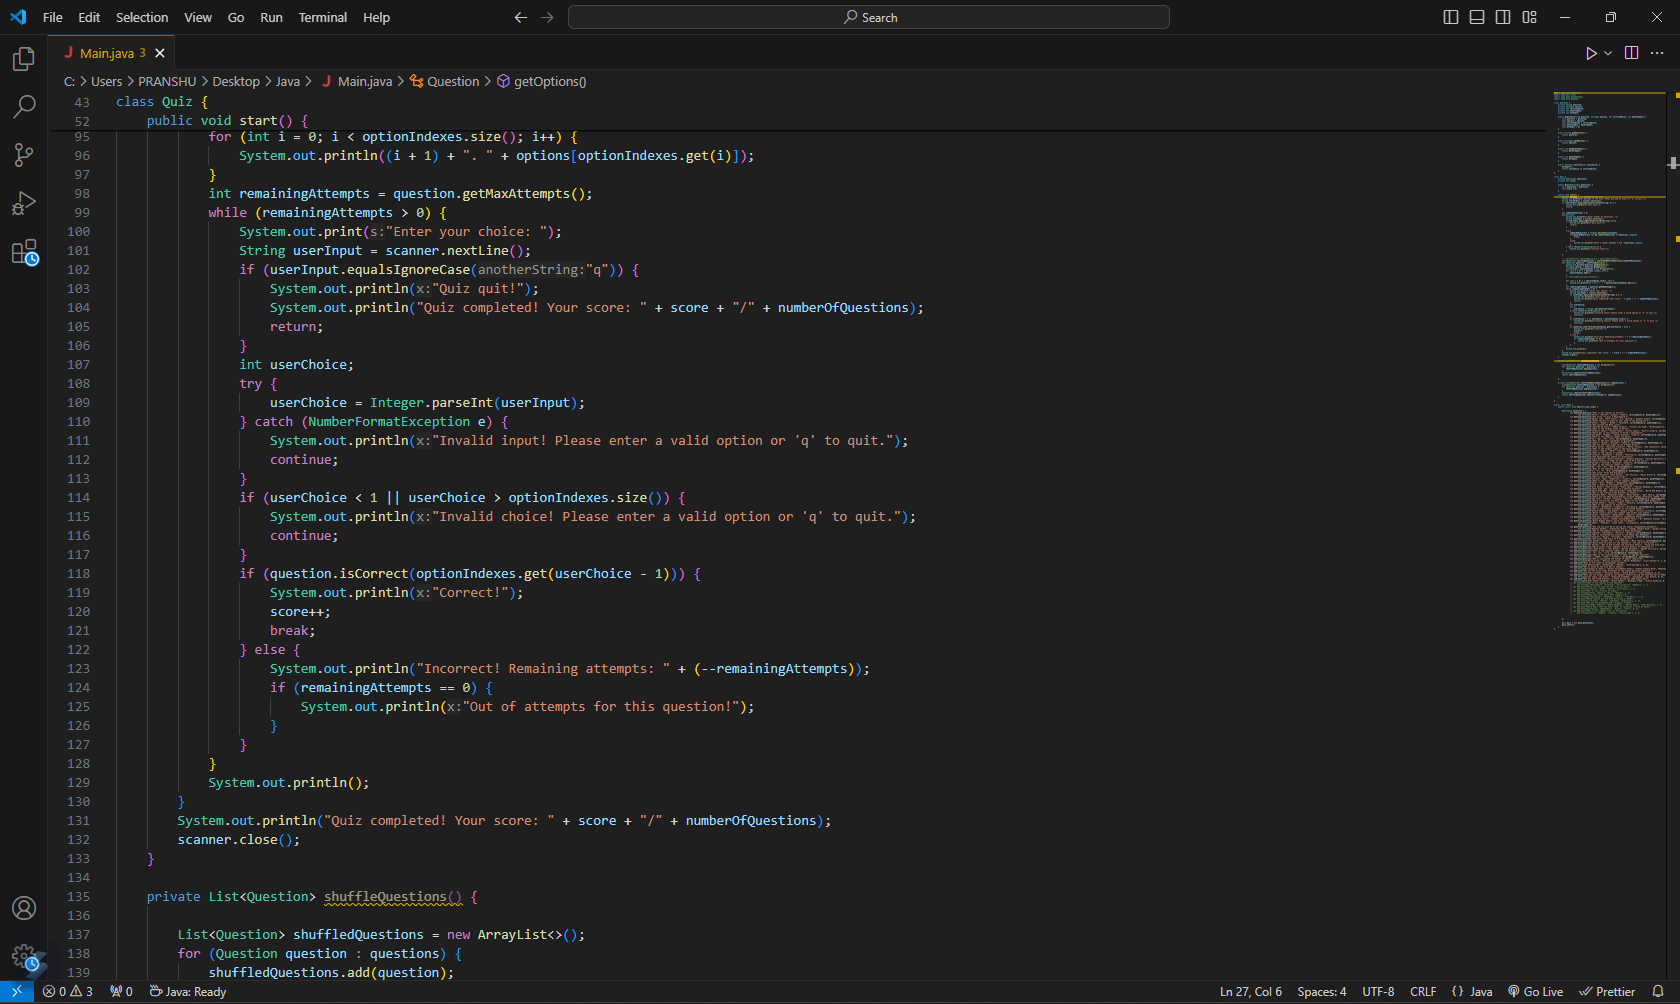 File Edit Selection View Go Run Terminal Help Search
Main.java 3
C: > Users > PRANSHU > Desktop > Java > Main.java > Question > getOptions()
43 class Quiz {
52 public void start() {
95 for (int i = 0; i < optionIndexes.size(); i++) {
96 System.out.println((i + 1) + ". " + options[optionIndexes.get(i)]);
97 }
98 int remainingAttempts = question.getMaxAttempts();
99 while (remainingAttempts > 0) {
100 System.out.print(s:"Enter your choice: ");
101 String userInput = scanner.nextLine();
102 if (userInput.equalsIgnoreCase(anotherString:"q")) {
103 System.out.println(x:"Quiz quit!");
104 System.out.println("Quiz completed! Your score: " + score + "/" + numberOfQuestions);
105 return;
106 }
107 int userChoice;
108 try {
109 userChoice = Integer.parseInt(userInput);
110 } catch (NumberFormatException e) {
111 System.out.println(x:"Invalid input! Please enter a valid option or 'q' to quit.");
112 continue;
113 }
114 if (userChoice < 1 || userChoice > optionIndexes.size()) {
115 System.out.println(x:"Invalid choice! Please enter a valid option or 'q' to quit.");
116 continue;
117 }
118 if (question.isCorrect(optionIndexes.get(userChoice - 1))) {
119 System.out.println(x:"Correct!");
120 score++;
121 break;
122 } else {
123 System.out.println("Incorrect! Remaining attempts: " + (--remainingAttempts));
124 if (remainingAttempts == 0) {
125 System.out.println(x:"Out of attempts for this question!");
126 }
127 }
128 }
129 System.out.println();
130 }
131 System.out.println("Quiz completed! Your score: " + score + "/" + numberOfQuestions);
132 scanner.close();
133 }
134
135 private List<Question> shuffleQuestions() {
136
137 List<Question> shuffledQuestions = new ArrayList<>();
138 for (Question question : questions) {
139 shuffledQuestions.add(question);
0 3 0 Java: Ready Ln 27, Col 6 Spaces: 4 UTF-8 CRLF {} Java Go Live Prettier